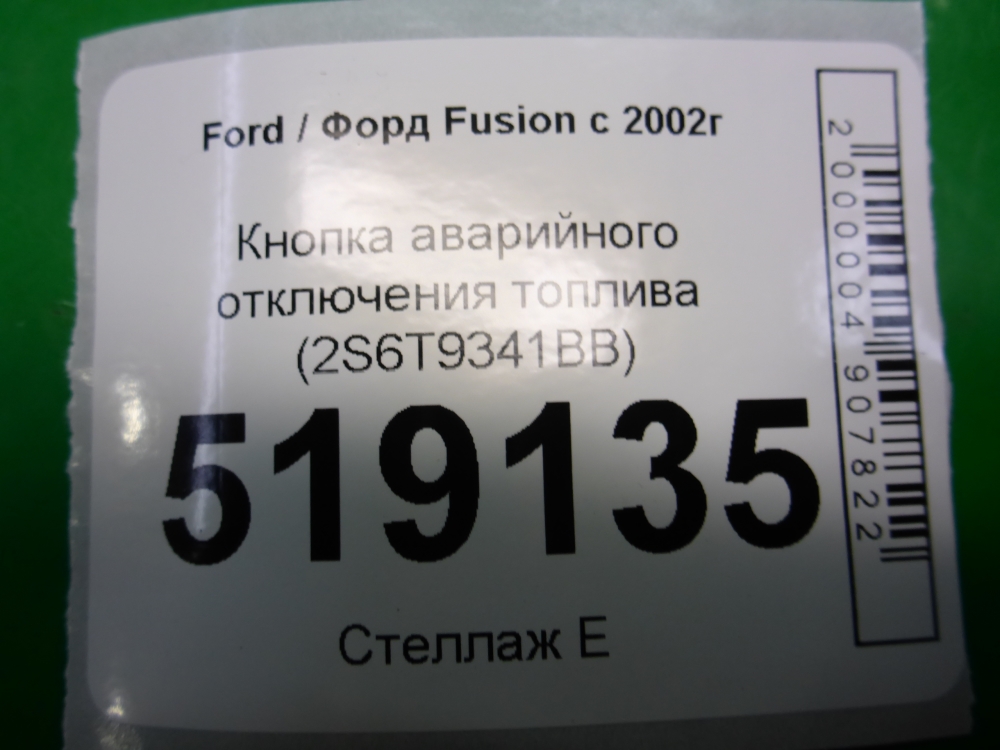 Ford / Форд Fusion с 2002г
Кнопка аварийного
отключения топлива
(2S6T9341BB)
519135
Стеллаж Е
2000004907822